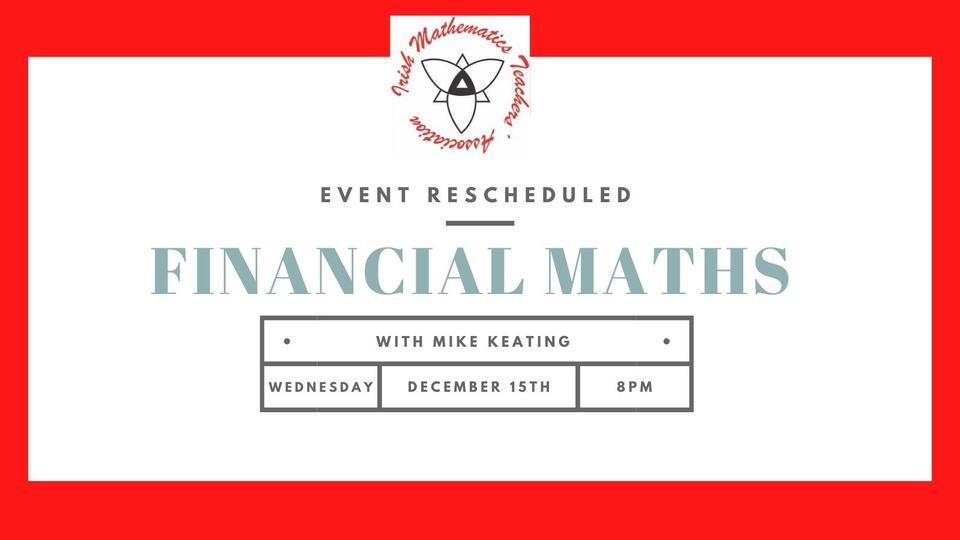 Irish Mathematics Teachers' Association
EVENT RESCHEDULED
FINANCIAL MATHS
• WITH MIKE KEATING •
WEDNESDAY DECEMBER 15TH 8PM